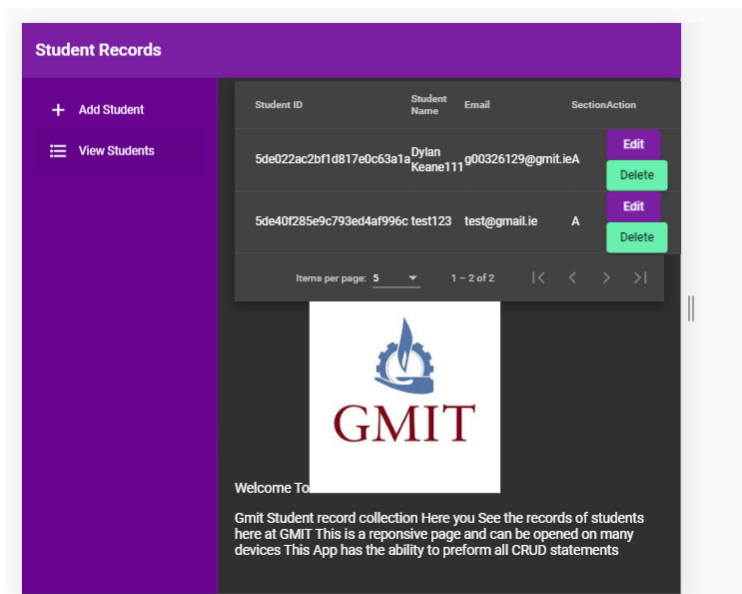 Student Records
Add Student
View Students
Student ID Student Name Email Section Action
5de022ac2bf1d817e0c63a1a Dylan Keane111 g00326129@gmit.ie A Edit
Delete
5de40f285e9c793ed4af996c test123 test@gmail.ie A Edit
Delete
Items per page: 5 1 – 2 of 2
GMIT
Welcome To
Gmit Student record collection Here you See the records of students
here at GMIT This is a reponsive page and can be opened on many
devices This App has the ability to preform all CRUD statements